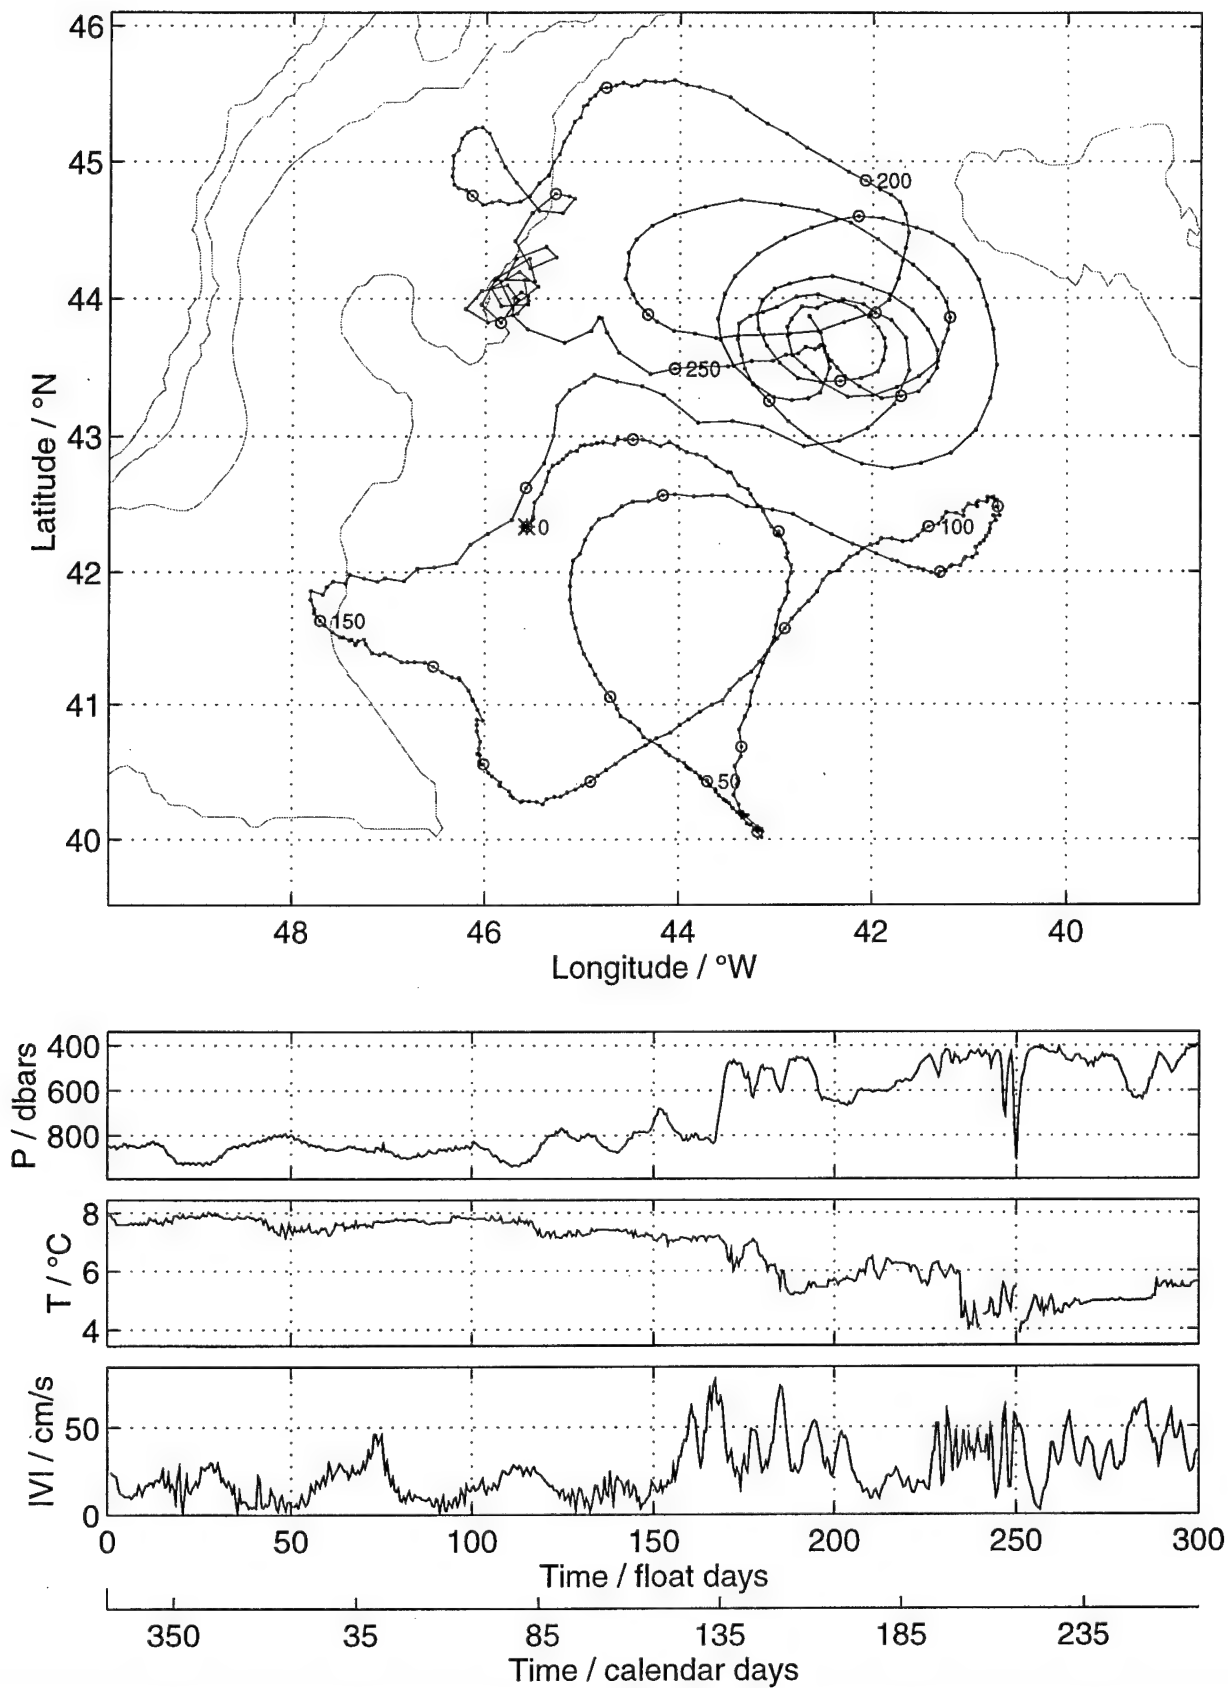 46
45
44
43
42
41
40
Latitude / °N
200
250
0
100
150
50
48 46 44 42 40
Longitude / °W
400
600
800
P / dbars
8
6
4
T / °C
50
0
|V| / cm/s
0 50 100 150 200 250 300
Time / float days
350 35 85 135 185 235
Time / calendar days